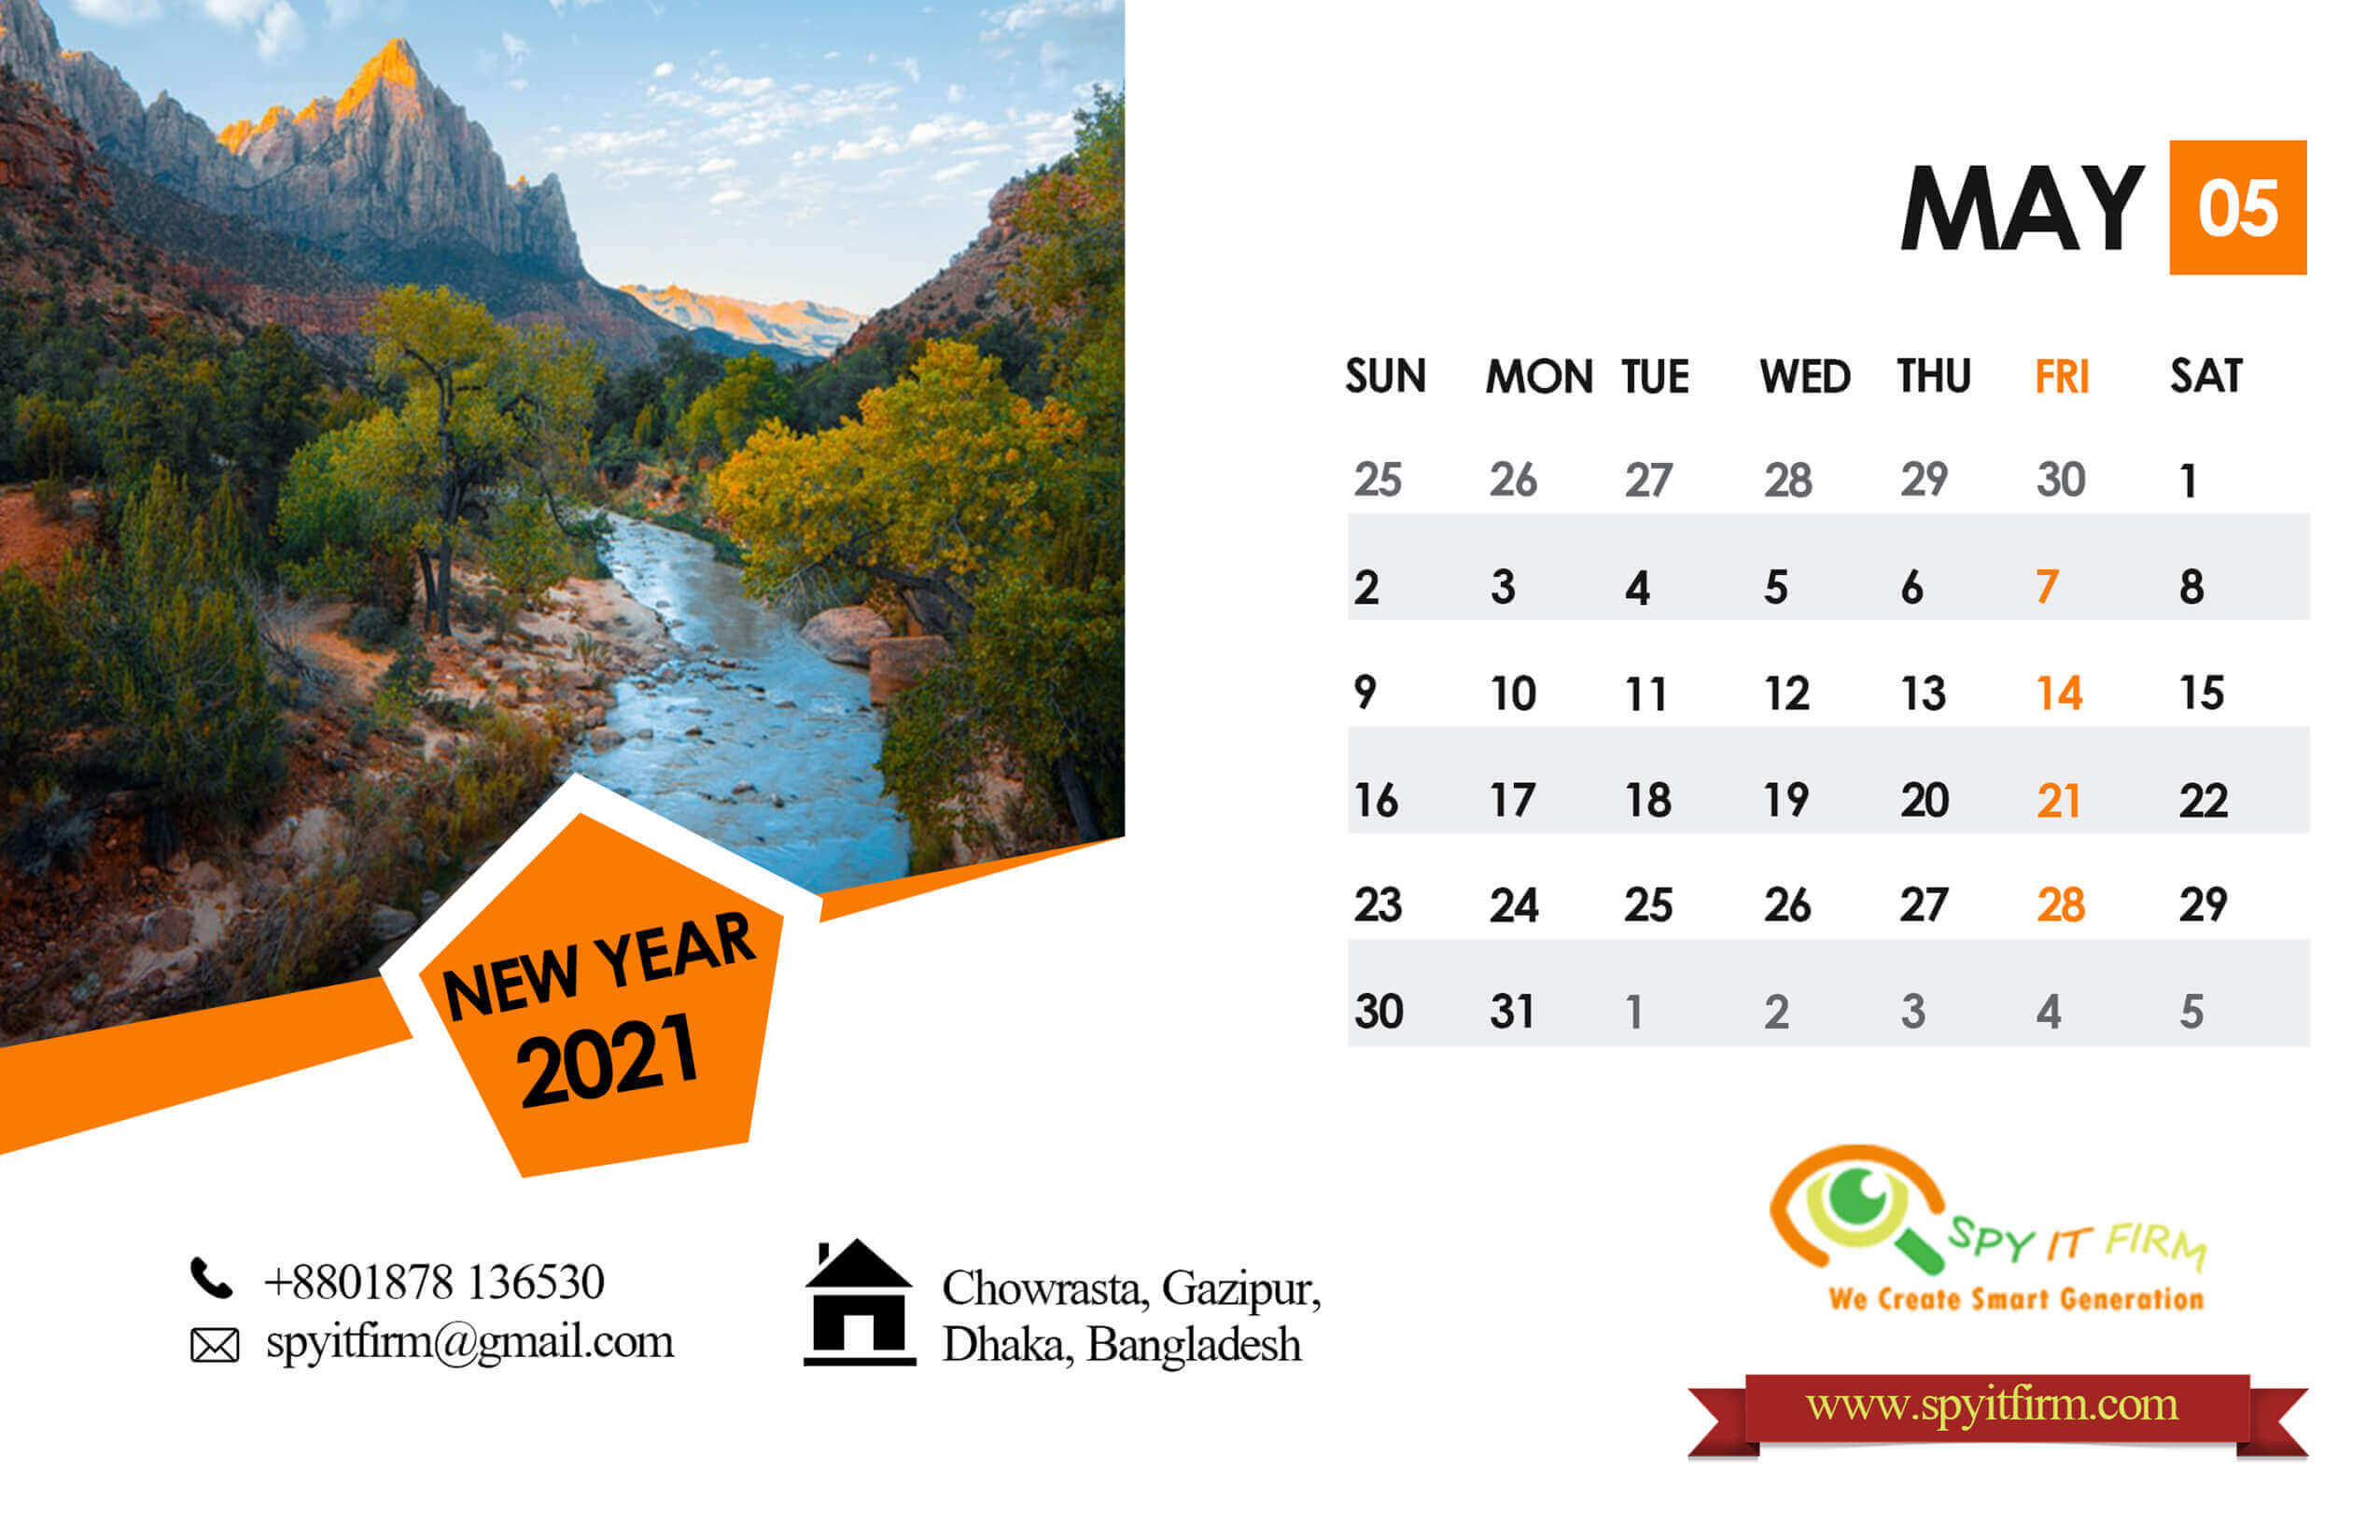 MAY 05
SUN MON TUE WED THU FRI SAT
25 26 27 28 29 30 1
2 3 4 5 6 7 8
9 10 11 12 13 14 15
16 17 18 19 20 21 22
23 24 25 26 27 28 29
30 31 1 2 3 4 5
NEW YEAR
2021
+8801878 136530
spyitfirm@gmail.com
Chowrasta, Gazipur,
Dhaka, Bangladesh
SPY IT FIRM
We Create Smart Generation
www.spyitfirm.com